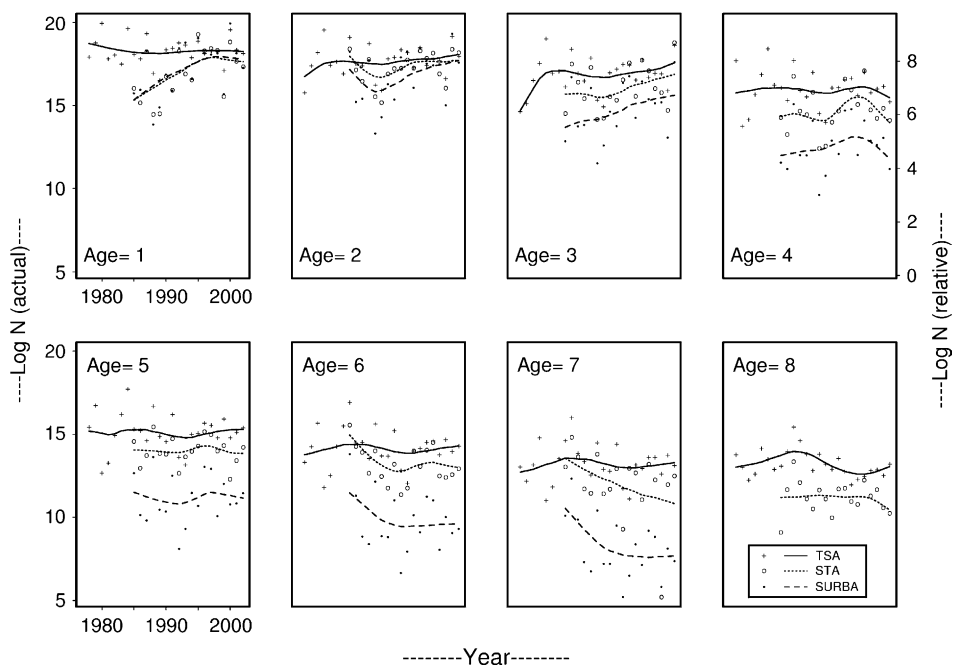 20
15
10
5
Age= 1
1980
1990
2000
Age= 2
Age= 3
Age= 4
8
6
4
2
0
----Log N (actual)----
----Log N (relative)----
20
15
10
5
Age= 5
1980
1990
2000
Age= 6
Age= 7
Age= 8
TSA
STA
SURBA
--------Year--------